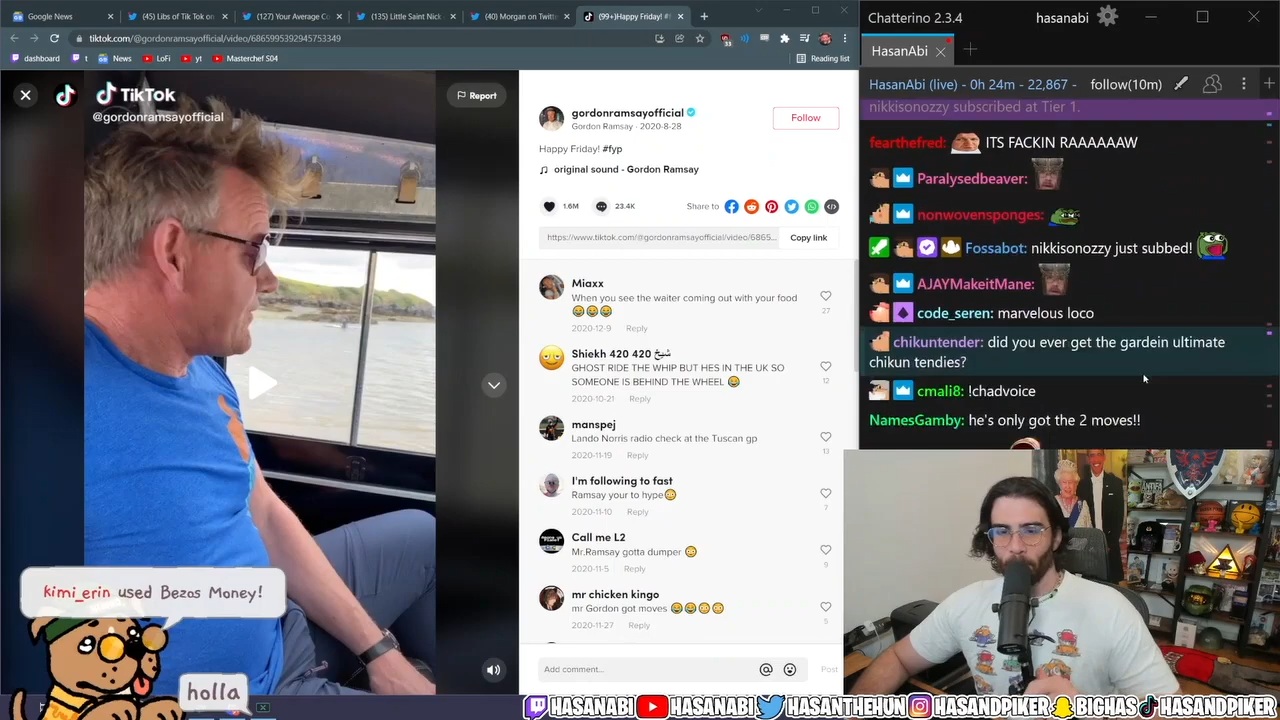 Google News
(45) Libs of Tik Tok on
(127) Your Average C
(135) Little Saint Nick
(40) Morgan on Twitte
(99+)Happy Friday! #f
tiktok.com/@gordonramsayofficial/video/6865995392945753349
33
dashboard
t
News
LoFi
yt
Masterchef S04
Reading list
TikTok
@gordonramsayofficial
Report
gordonramsayofficial
Gordon Ramsay · 2020-8-28
Follow
Happy Friday! #fyp
original sound - Gordon Ramsay
1.6M
23.4K
Share to
https://www.tiktok.com/@gordonramsayofficial/video/6865...
Copy link
Miaxx
When you see the waiter coming out with your food
😂😂😂
27
2020-12-9
Reply
Shiekh 420 420 شيخ
GHOST RIDE THE WHIP BUT HES IN THE UK SO
SOMEONE IS BEHIND THE WHEEL 😂
12
2020-10-21
Reply
manspej
Lando Norris radio check at the Tuscan gp
13
2020-11-19
Reply
I'm following to fast
Ramsay your to hype😳
7
2020-11-10
Reply
Call me L2
Mr.Ramsay gotta dumper 😳
9
2020-11-5
Reply
mr chicken kingo
mr Gordon got moves 😂😂😳😳
5
2020-11-27
Reply
Add comment...
Post
kimi_erin used Bezos Money!
holla
Chatterino 2.3.4
hasanabi
HasanAbi
HasanAbi (live) - 0h 24m - 22,867 -
follow(10m)
nikkisonozzy subscribed at Tier 1.
fearthefred: ITS FACKIN RAAAAAAW
Paralysedbeaver:
nonwovensponges:
Fossabot: nikkisonozzy just subbed!
AJAYMakeitMane:
code_seren: marvelous loco
chikuntender: did you ever get the gardein ultimate
chikun tendies?
cmali8: !chadvoice
NamesGamby: he's only got the 2 moves!!
HASANABI HASANABI HASANTHEHUN HASANDPIKER BIGHAS HASANDPIKER